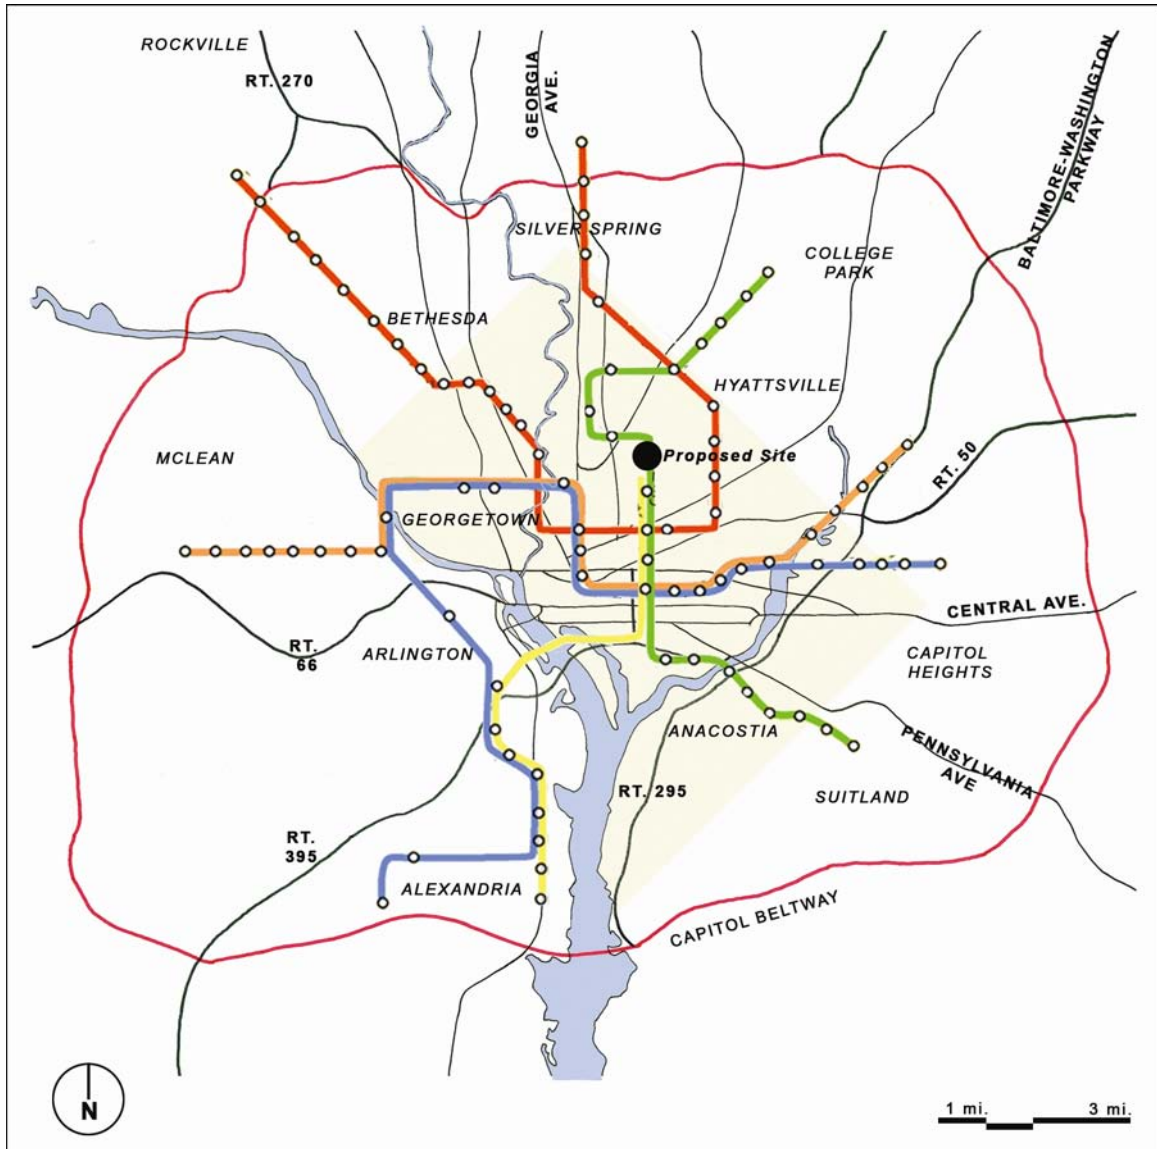 ROCKVILLE
RT. 270
GEORGIA
AVE.
BALTIMORE-WASHINGTON
PARKWAY
SILVER SPRING
COLLEGE
PARK
BETHESDA
HYATTSVILLE
MCLEAN
Proposed Site
RT. 50
GEORGETOWN
CENTRAL AVE.
RT.
66
ARLINGTON
CAPITOL
HEIGHTS
ANACOSTIA
PENNSYLVANIA
AVE
RT. 295
SUITLAND
RT.
395
ALEXANDRIA
CAPITOL BELTWAY
N
1 mi.
3 mi.